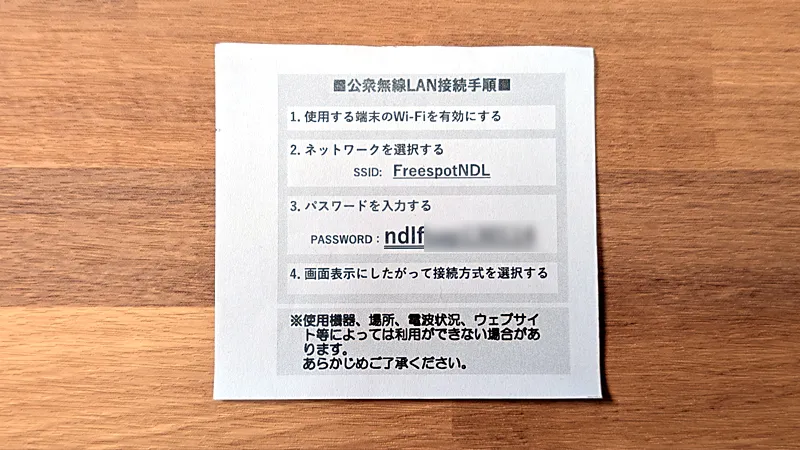 公衆無線LAN接続手順
1. 使用する端末のWi-Fiを有効にする
2. ネットワークを選択する
SSID: FreespotNDL
3. パスワードを入力する
PASSWORD：ndlf
4. 画面表示にしたがって接続方式を選択する
※使用機器、場所、電波状況、ウェブサイ
ト等によっては利用ができない場合があ
ります。
あらかじめご了承ください。